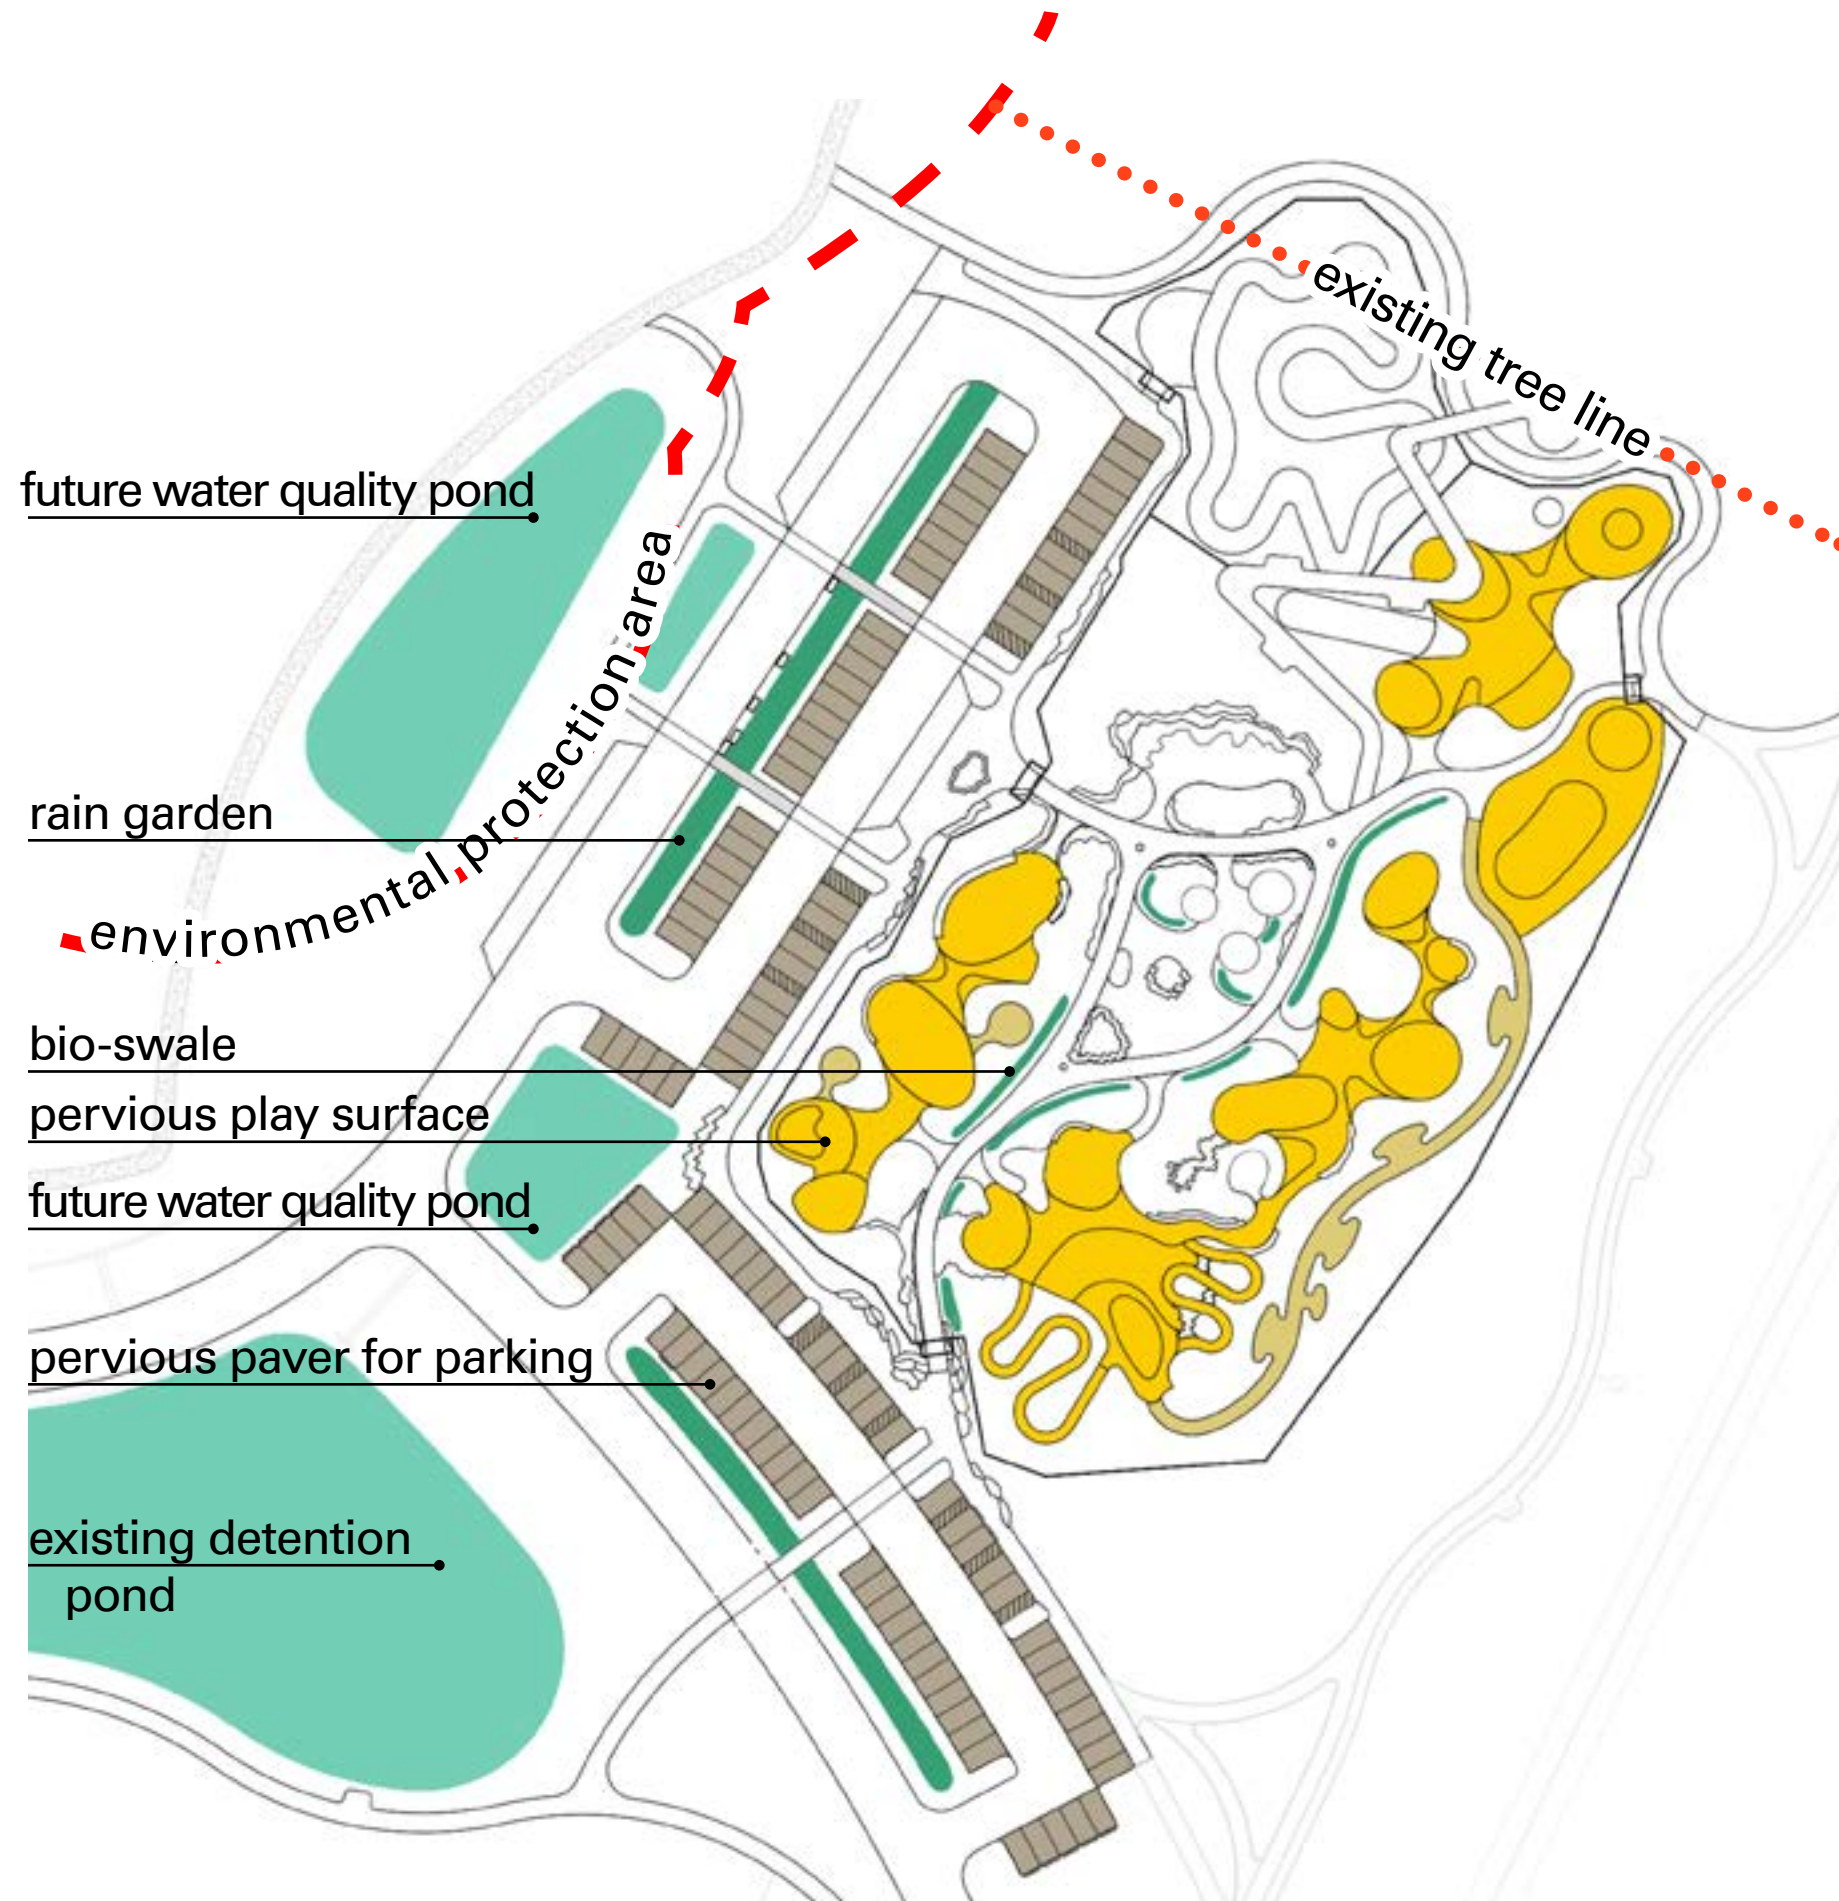 existing tree line
future water quality pond
environmental protection area
rain garden
bio-swale
pervious play surface
future water quality pond
pervious paver for parking
existing detention
pond